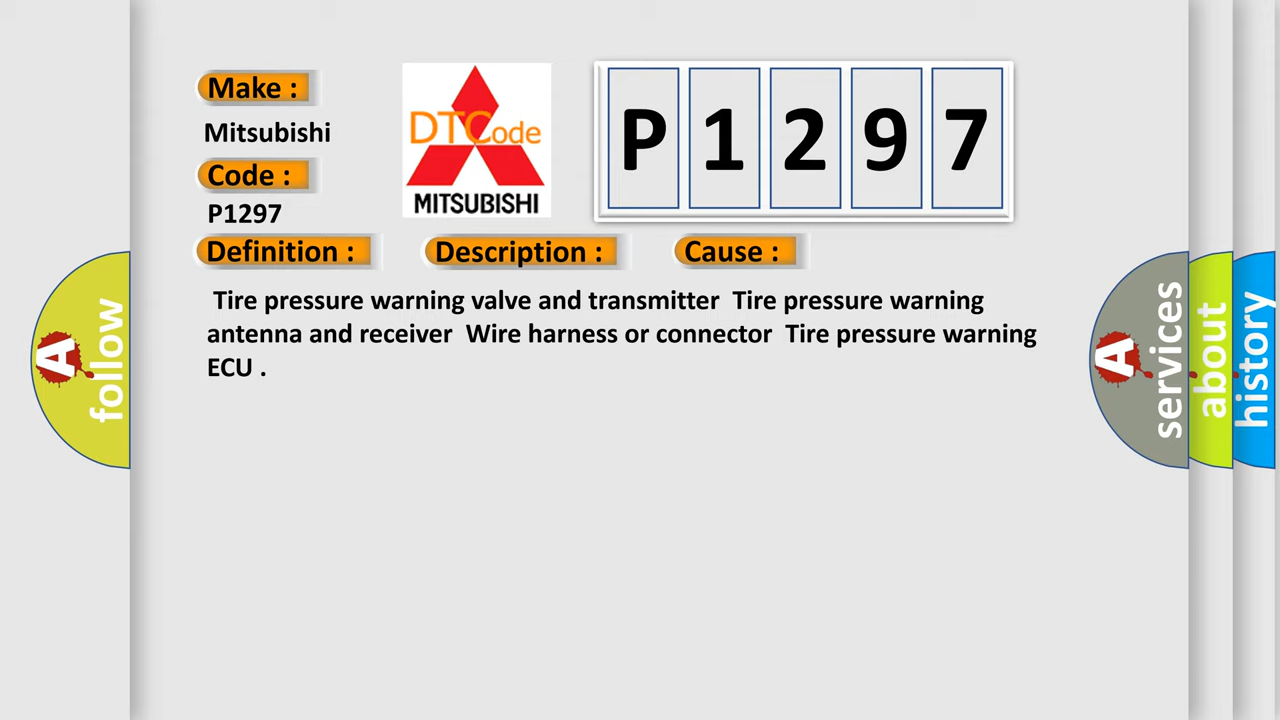 Make :
Mitsubishi
Code :
P1297
DTCode
MITSUBISHI
P 1 2 9 7
Definition :
Description :
Cause :
Tire pressure warning valve and transmitter Tire pressure warning
antenna and receiver Wire harness or connector Tire pressure warning
ECU .
A follow
A services
about
history